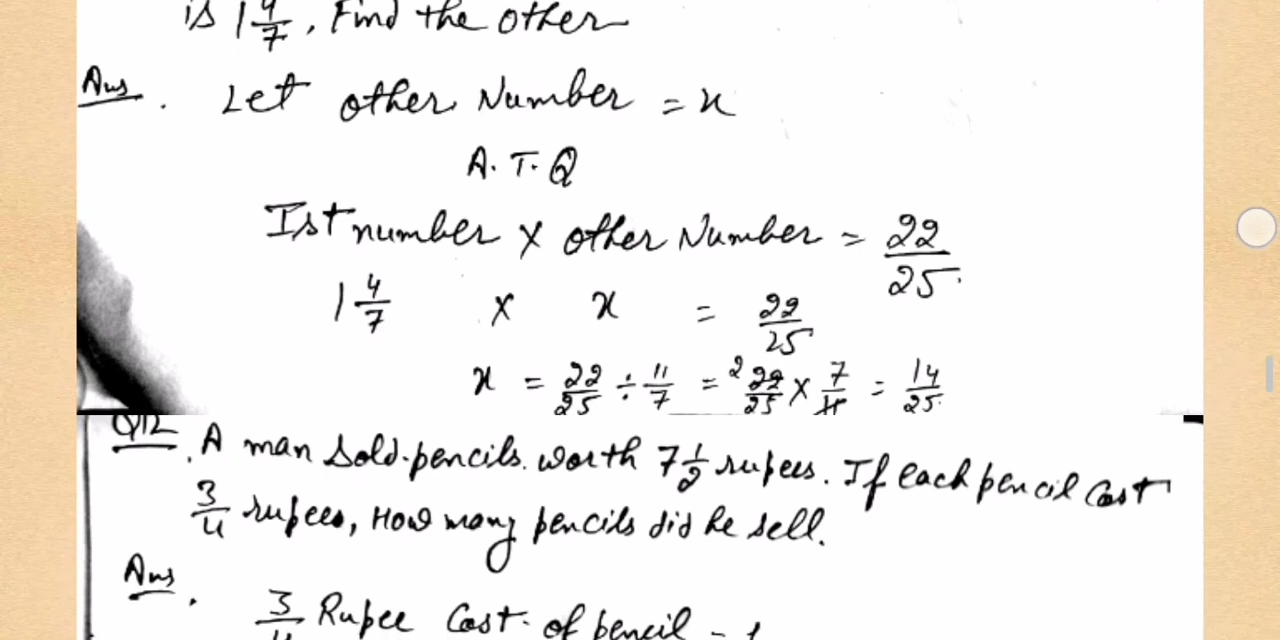 is 1 4/7, Find the other
Ans. Let other Number = x
A.T.Q
Ist number × other Number = 22/25.
1 4/7 × x = 22/25
x = 22/25 ÷ 11/7 = 2 22/25 × 7/11 = 14/25.
Q12. A man sold pencils worth 7 1/2 rupees. If each pencil cost
3/4 rupees, How many pencils did he sell.
Ans. 3/4 Rupee Cost of pencil = 1